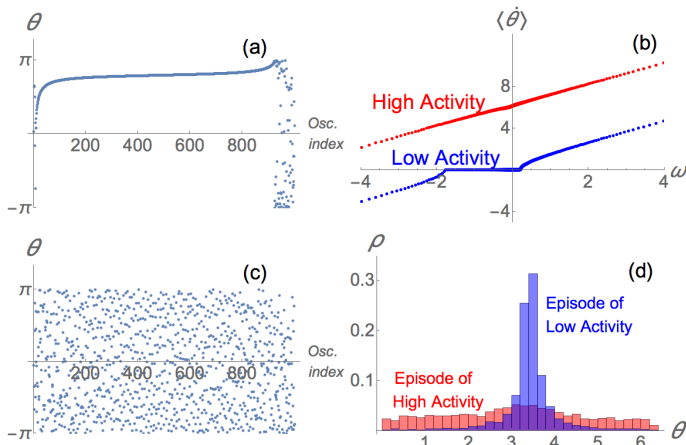 θ
(a)
π
200
400
600
800
Osc.
index
-π
⟨θ̇⟩
(b)
8
High Activity
4
Low Activity
-4
-2
2
4
ω
-4
θ
(c)
π
Osc.
200
400
600
800
index
-π
ρ
(d)
0.3
Episode of
Low Activity
0.2
0.1
Episode of
High Activity
1
2
3
4
5
6
θ